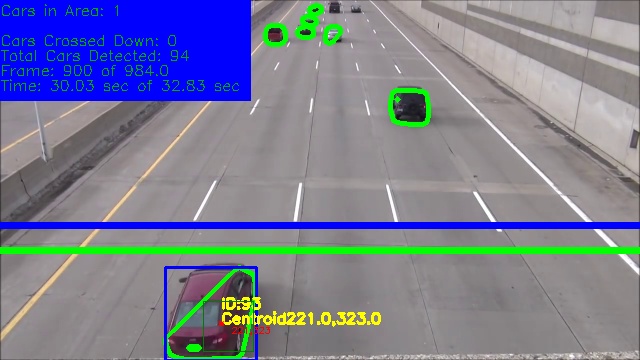 Cars in Area: 1
Cars Crossed Down: 0
Total Cars Detected: 94
Frame: 900 of 984.0
Time: 30.03 sec of 32.83 sec
ID:93
Centroid221.0,323.0